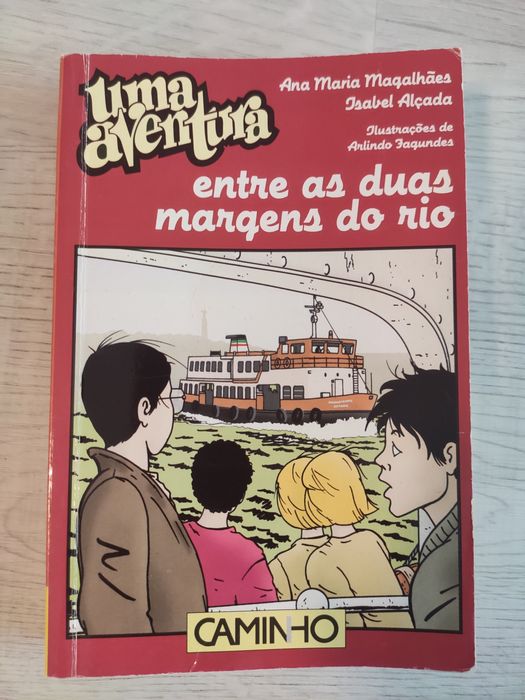 uma
aventura
Ana Maria Magalhães
Isabel Alçada
Ilustrações de
Arlindo Fagundes
entre as duas
margens do rio
CAMINHO